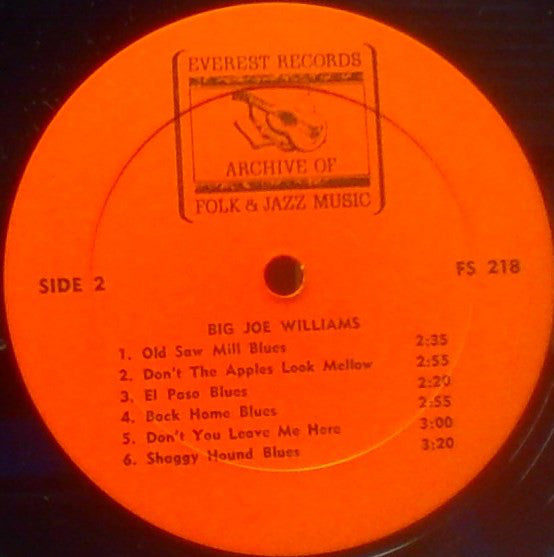 EVEREST RECORDS
ARCHIVE OF
FOLK & JAZZ MUSIC
SIDE 2
FS 218
BIG JOE WILLIAMS
1. Old Saw Mill Blues 2:35
2. Don't The Apples Look Mellow 2:55
3. El Paso Blues 2:20
4. Back Home Blues 2:55
5. Don't You Leave Me Here 3:00
6. Shaggy Hound Blues 3:20